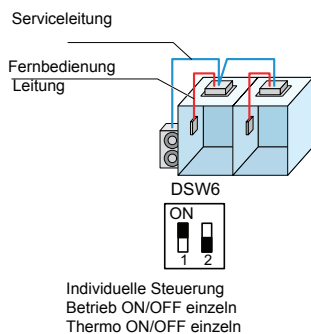 Serviceleitung
Fernbedienung
Leitung
DSW6
ON
1 2
Individuelle Steuerung
Betrieb ON/OFF einzeln
Thermo ON/OFF einzeln